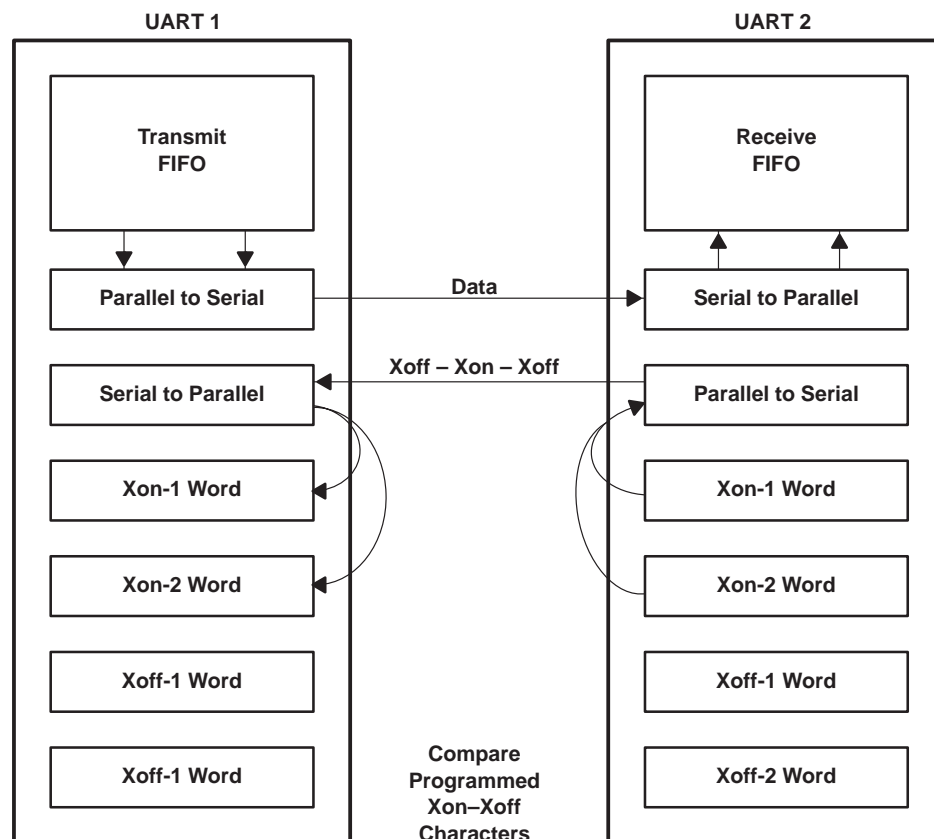 UART 1
UART 2
Transmit
FIFO
Receive
FIFO
Parallel to Serial
Data
Serial to Parallel
Xoff – Xon – Xoff
Serial to Parallel
Parallel to Serial
Xon-1 Word
Xon-1 Word
Xon-2 Word
Xon-2 Word
Xoff-1 Word
Xoff-1 Word
Xoff-1 Word
Compare
Programmed
Xon–Xoff
Characters
Xoff-2 Word